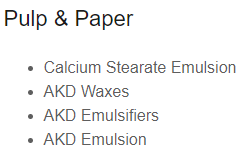 Pulp & Paper
• Calcium Stearate Emulsion
• AKD Waxes
• AKD Emulsifiers
• AKD Emulsion